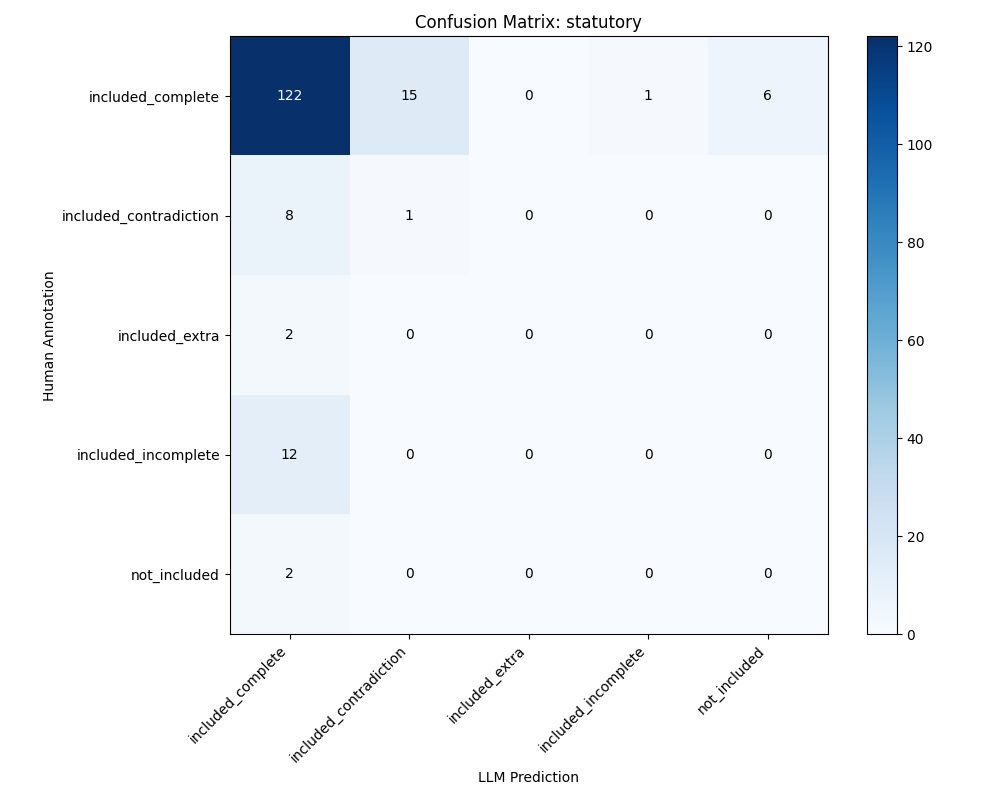 Confusion Matrix: statutory
included_complete
122 15 0 1 6
included_contradiction
8 1 0 0 0
included_extra
2 0 0 0 0
included_incomplete
12 0 0 0 0
not_included
2 0 0 0 0
Human Annotation
included_complete
included_contradiction
included_extra
included_incomplete
not_included
LLM Prediction
120
100
80
60
40
20
0